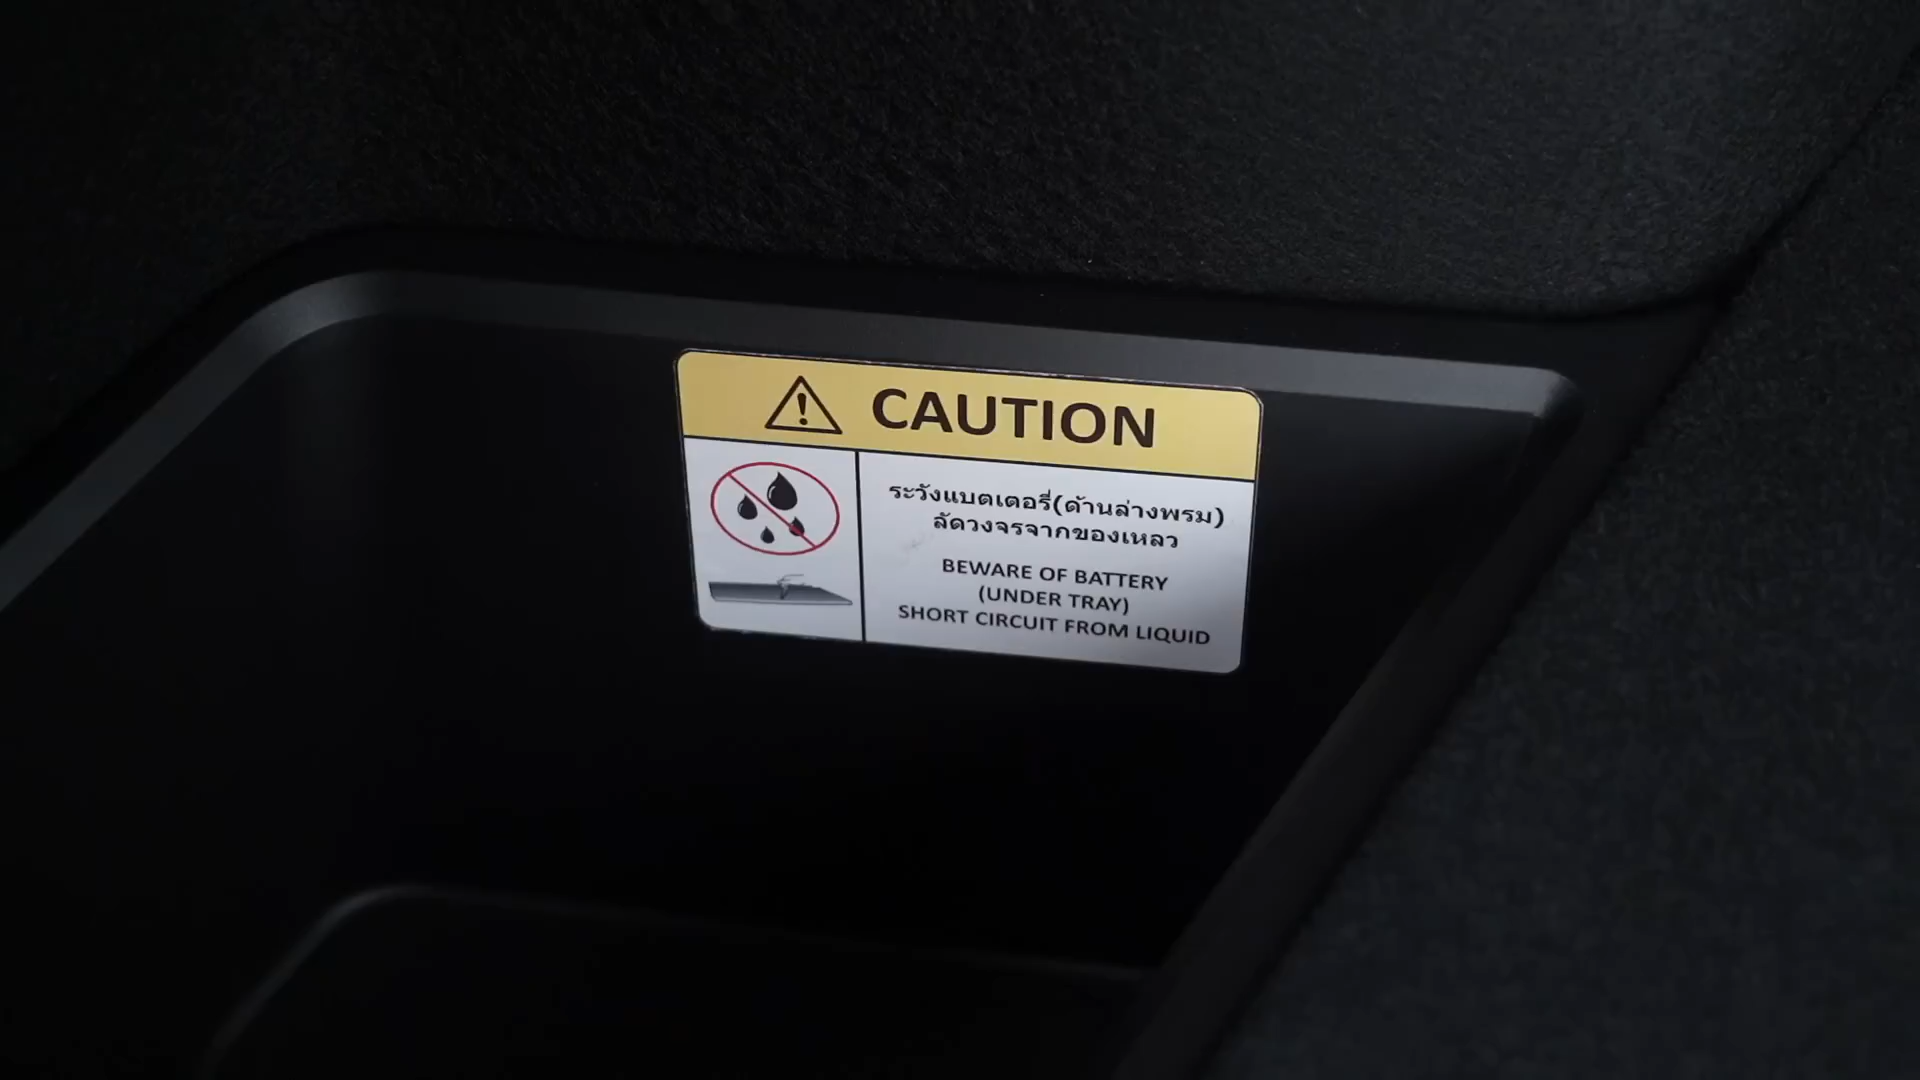 CAUTION
ระวังแบตเตอรี่(ด้านล่างพรม)
ลัดวงจรจากของเหลว
BEWARE OF BATTERY
(UNDER TRAY)
SHORT CIRCUIT FROM LIQUID